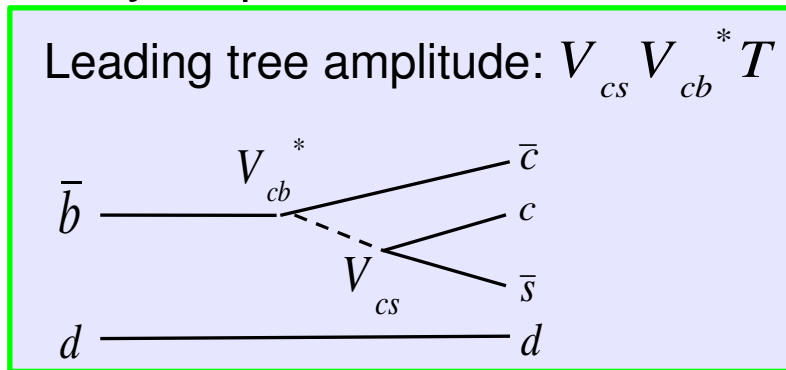 Leading tree amplitude: V_cs V_cb* T
V_cb*
c̅
b̅
c
V_cs
s̅
d
d